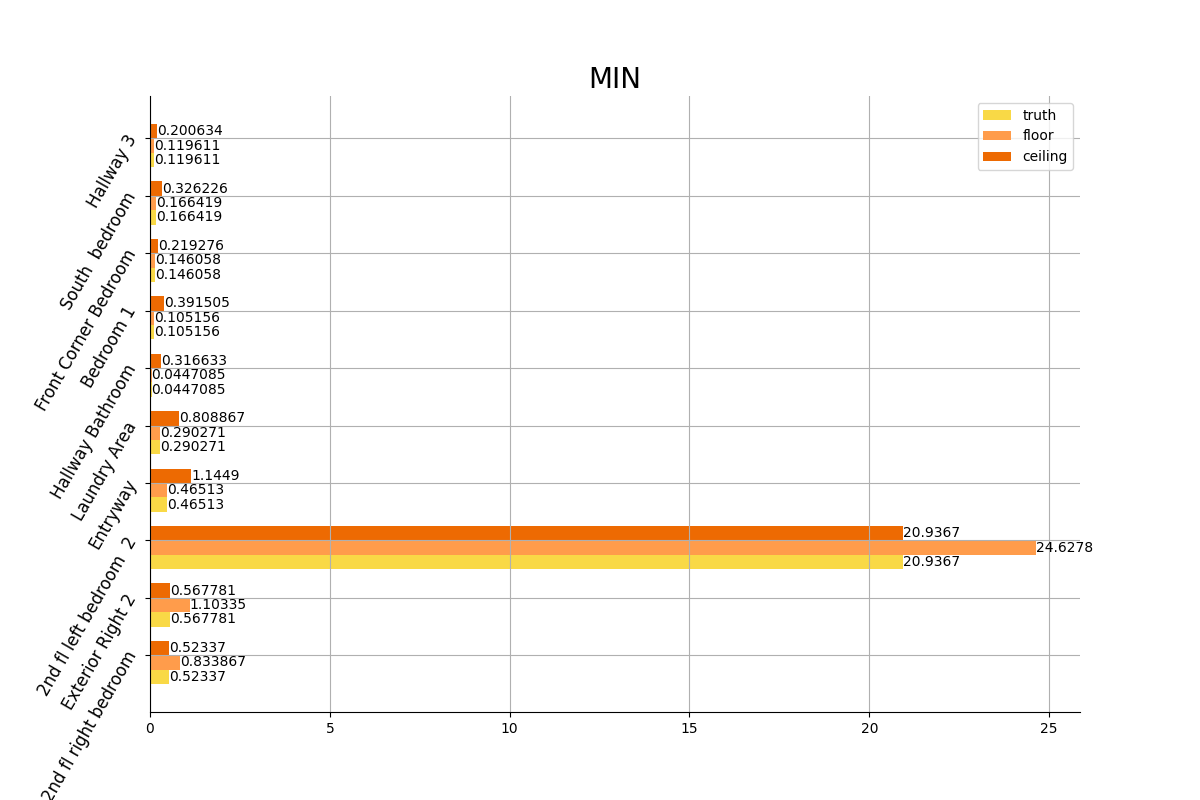 MIN
truth
floor
ceiling
Hallway 3
0.200634
0.119611
0.119611
South  bedroom
0.326226
0.166419
0.166419
Front Corner Bedroom
0.219276
0.146058
0.146058
Bedroom 1
0.391505
0.105156
0.105156
Hallway Bathroom
0.316633
0.0447085
0.0447085
Laundry Area
0.808867
0.290271
0.290271
Entryway
1.1449
0.46513
0.46513
2nd fl left bedroom  2
20.9367
24.6278
20.9367
Exterior Right 2
0.567781
1.10335
0.567781
2nd fl right bedroom
0.52337
0.833867
0.52337
0 5 10 15 20 25